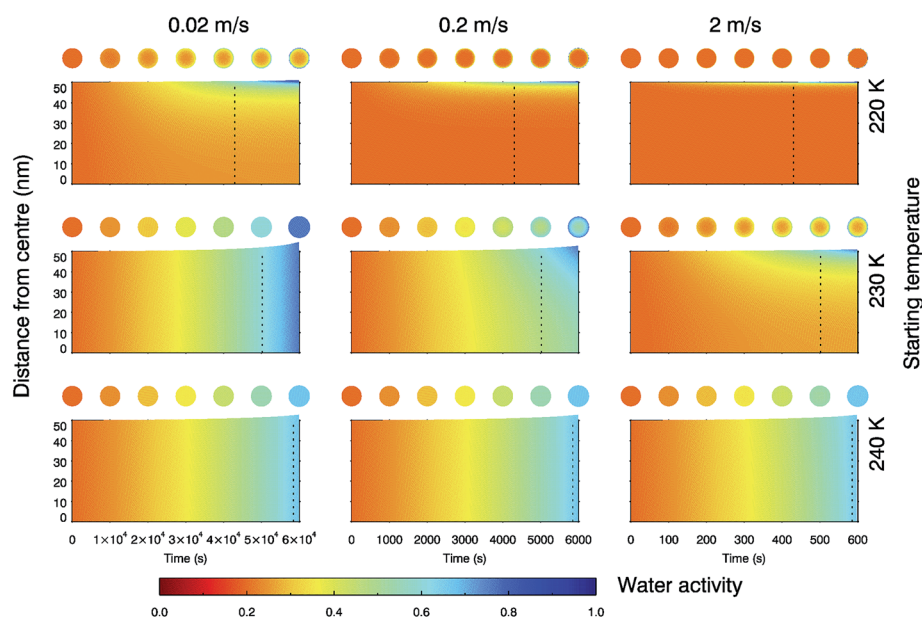 0.02 m/s 0.2 m/s 2 m/s
50
40
30
20
10
0
220 K
50
40
30
20
10
0
230 K
50
40
30
20
10
0
240 K
Distance from centre (nm)
Starting temperature
0 1×10⁴ 2×10⁴ 3×10⁴ 4×10⁴ 5×10⁴ 6×10⁴ 0 1000 2000 3000 4000 5000 6000 0 100 200 300 400 500 600
Time (s) Time (s) Time (s)
Water activity
0.0 0.2 0.4 0.6 0.8 1.0